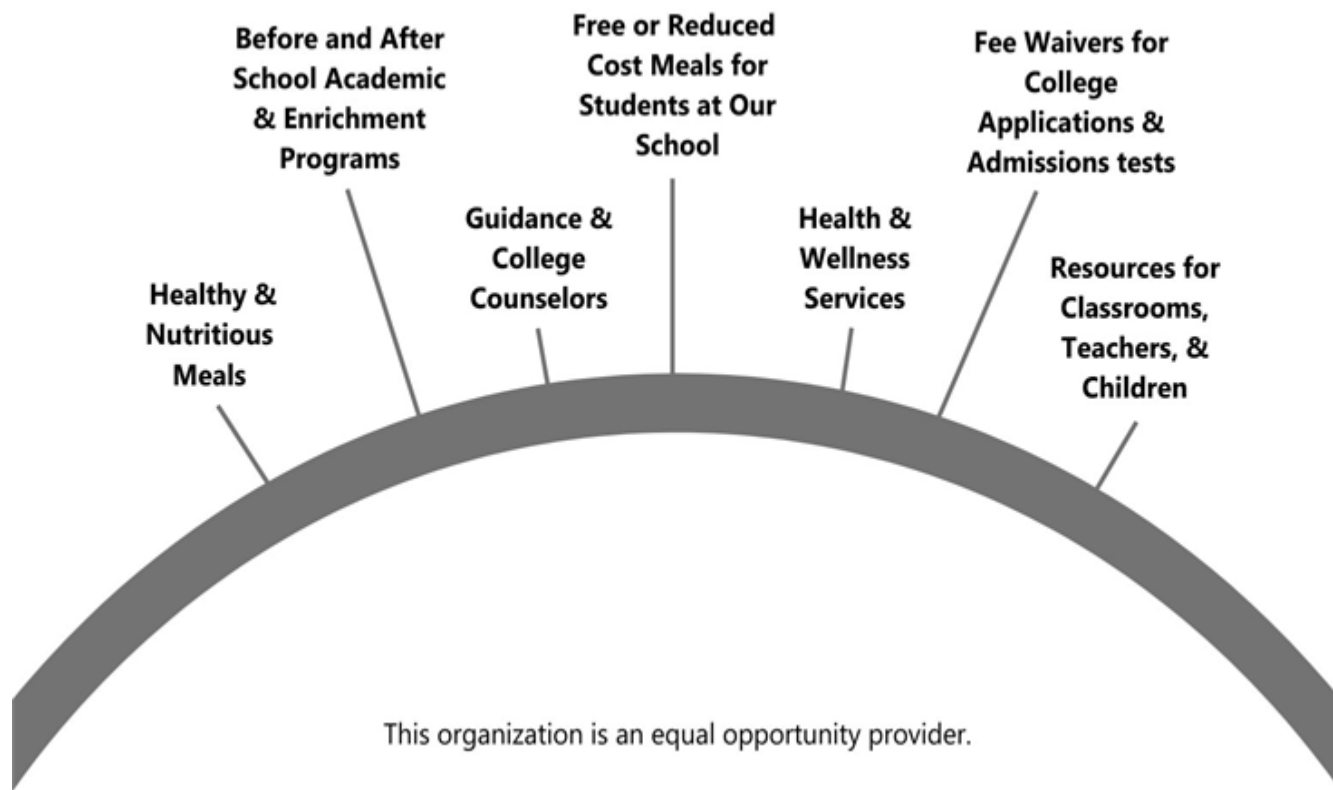 Before and After
School Academic
& Enrichment
Programs
Free or Reduced
Cost Meals for
Students at Our
School
Fee Waivers for
College
Applications &
Admissions tests
Healthy &
Nutritious
Meals
Guidance &
College
Counselors
Health &
Wellness
Services
Resources for
Classrooms,
Teachers, &
Children
This organization is an equal opportunity provider.